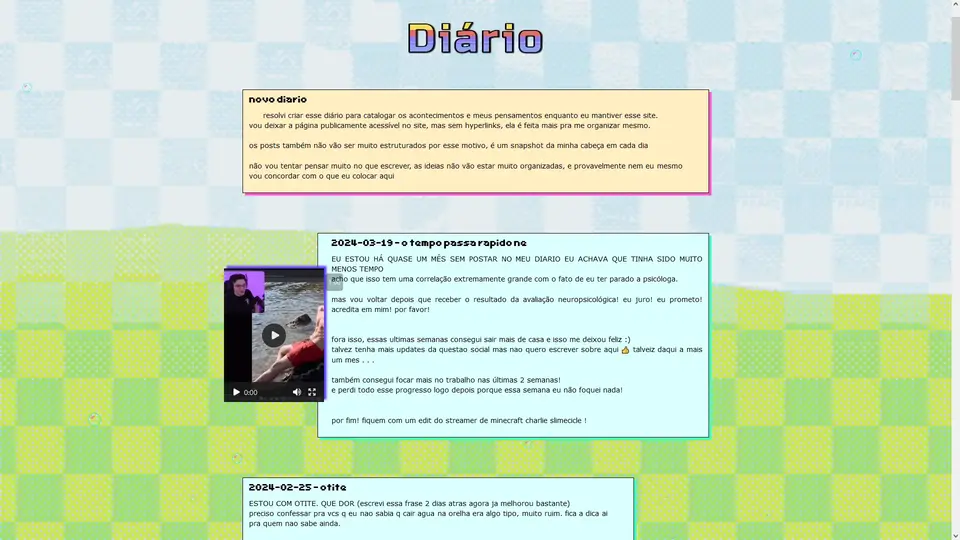 Diário
novo diario
resolvi criar esse diário para catalogar os acontecimentos e meus pensamentos enquanto eu mantiver esse site.
vou deixar a página publicamente acessível no site, mas sem hyperlinks, ela é feita mais pra me organizar mesmo.
os posts também não vão ser muito estruturados por esse motivo, é um snapshot da minha cabeça em cada dia
não vou tentar pensar muito no que escrever, as ideias não vão estar muito organizadas, e provavelmente nem eu mesmo
vou concordar com o que eu colocar aqui
2024-03-19 - o tempo passa rapido ne
EU ESTOU HÁ QUASE UM MÊS SEM POSTAR NO MEU DIARIO EU ACHAVA QUE TINHA SIDO MUITO
MENOS TEMPO
acho que isso tem uma correlação extremamente grande com o fato de eu ter parado a psicóloga.
mas vou voltar depois que receber o resultado da avaliação neuropsicológica! eu juro! eu prometo!
acredita em mim! por favor!
fora isso, essas ultimas semanas consegui sair mais de casa e isso me deixou feliz :)
talvez tenha mais updates da questao social mas nao quero escrever sobre aqui 👍 talveiz daqui a mais
um mes . . .
também consegui focar mais no trabalho nas últimas 2 semanas!
e perdi todo esse progresso logo depois porque essa semana eu não foquei nada!
0:00
por fim! fiquem com um edit do streamer de minecraft charlie slimecicle !
2024-02-25 - otite
ESTOU COM OTITE. QUE DOR (escrevi essa frase 2 dias atras agora ja melhorou bastante)
preciso confessar pra vcs q eu nao sabia q cair agua na orelha era algo tipo, muito ruim. fica a dica ai
pra quem nao sabe ainda.